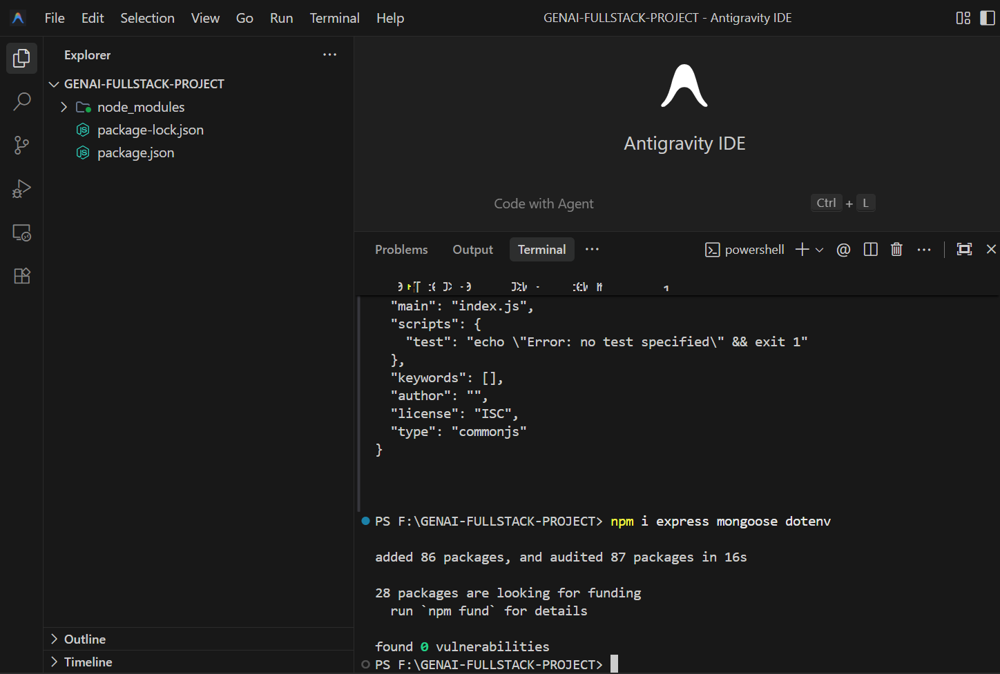 File Edit Selection View Go Run Terminal Help
GENAI-FULLSTACK-PROJECT - Antigravity IDE
Explorer
GENAI-FULLSTACK-PROJECT
node_modules
package-lock.json
package.json
Outline
Timeline
Antigravity IDE
Code with Agent Ctrl + L
Problems Output Terminal
powershell
"main": "index.js",
"scripts": {
"test": "echo \"Error: no test specified\" && exit 1"
},
"keywords": [],
"author": "",
"license": "ISC",
"type": "commonjs"
}
PS F:\GENAI-FULLSTACK-PROJECT> npm i express mongoose dotenv
added 86 packages, and audited 87 packages in 16s
28 packages are looking for funding
run `npm fund` for details
found 0 vulnerabilities
PS F:\GENAI-FULLSTACK-PROJECT>